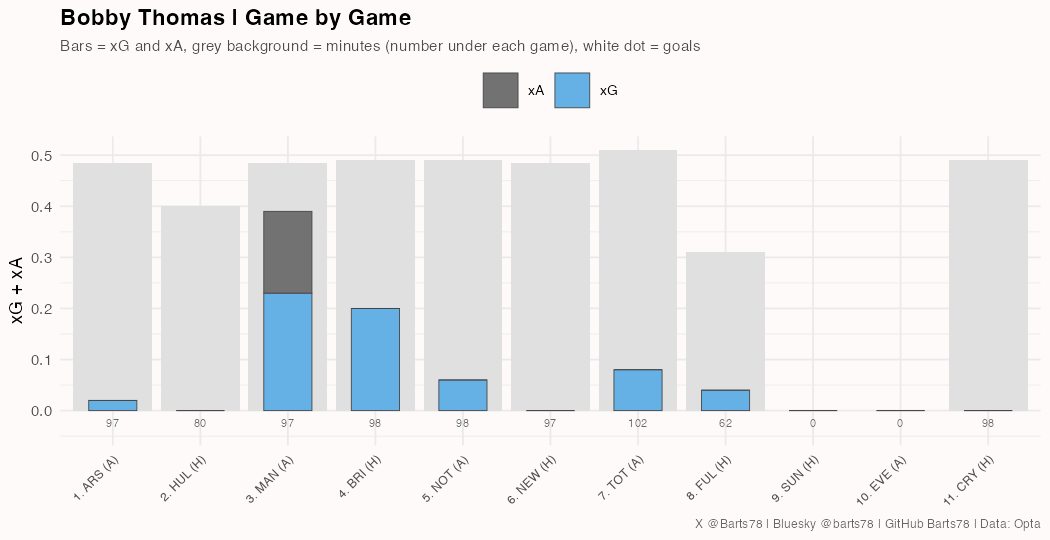 Bobby Thomas | Game by Game
Bars = xG and xA, grey background = minutes (number under each game), white dot = goals
xA xG
xG + xA
0.5
0.4
0.3
0.2
0.1
0.0
97 80 97 98 98 97 102 62 0 0 98
1. ARS (A) 2. HUL (H) 3. MAN (A) 4. BRI (H) 5. NOT (A) 6. NEW (H) 7. TOT (A) 8. FUL (H) 9. SUN (H) 10. EVE (A) 11. CRY (H)
X @Barts78 | Bluesky @barts78 | GitHub Barts78 | Data: Opta